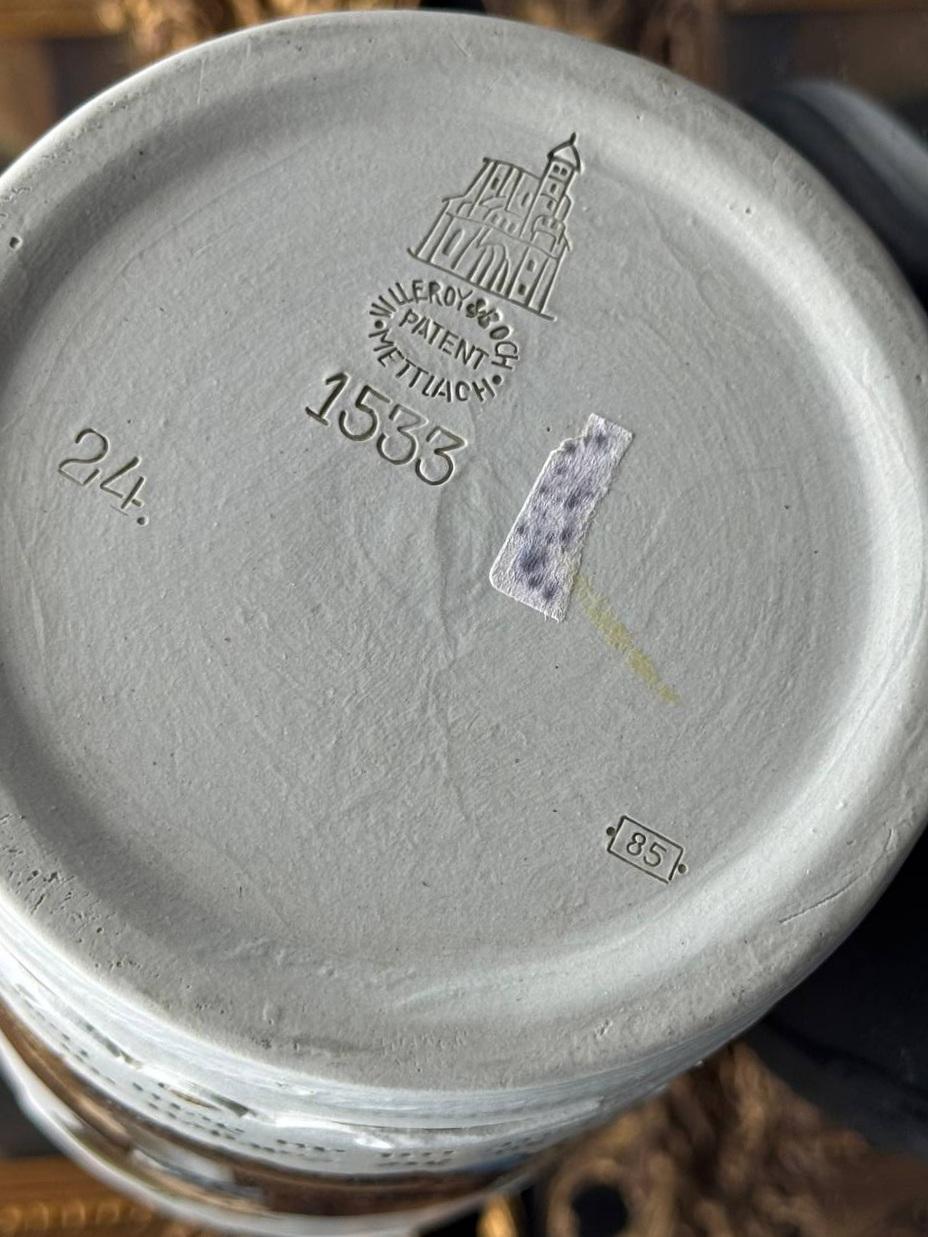 VILLEROY & BOCH
PATENT
METTLACH
1533
24.
85